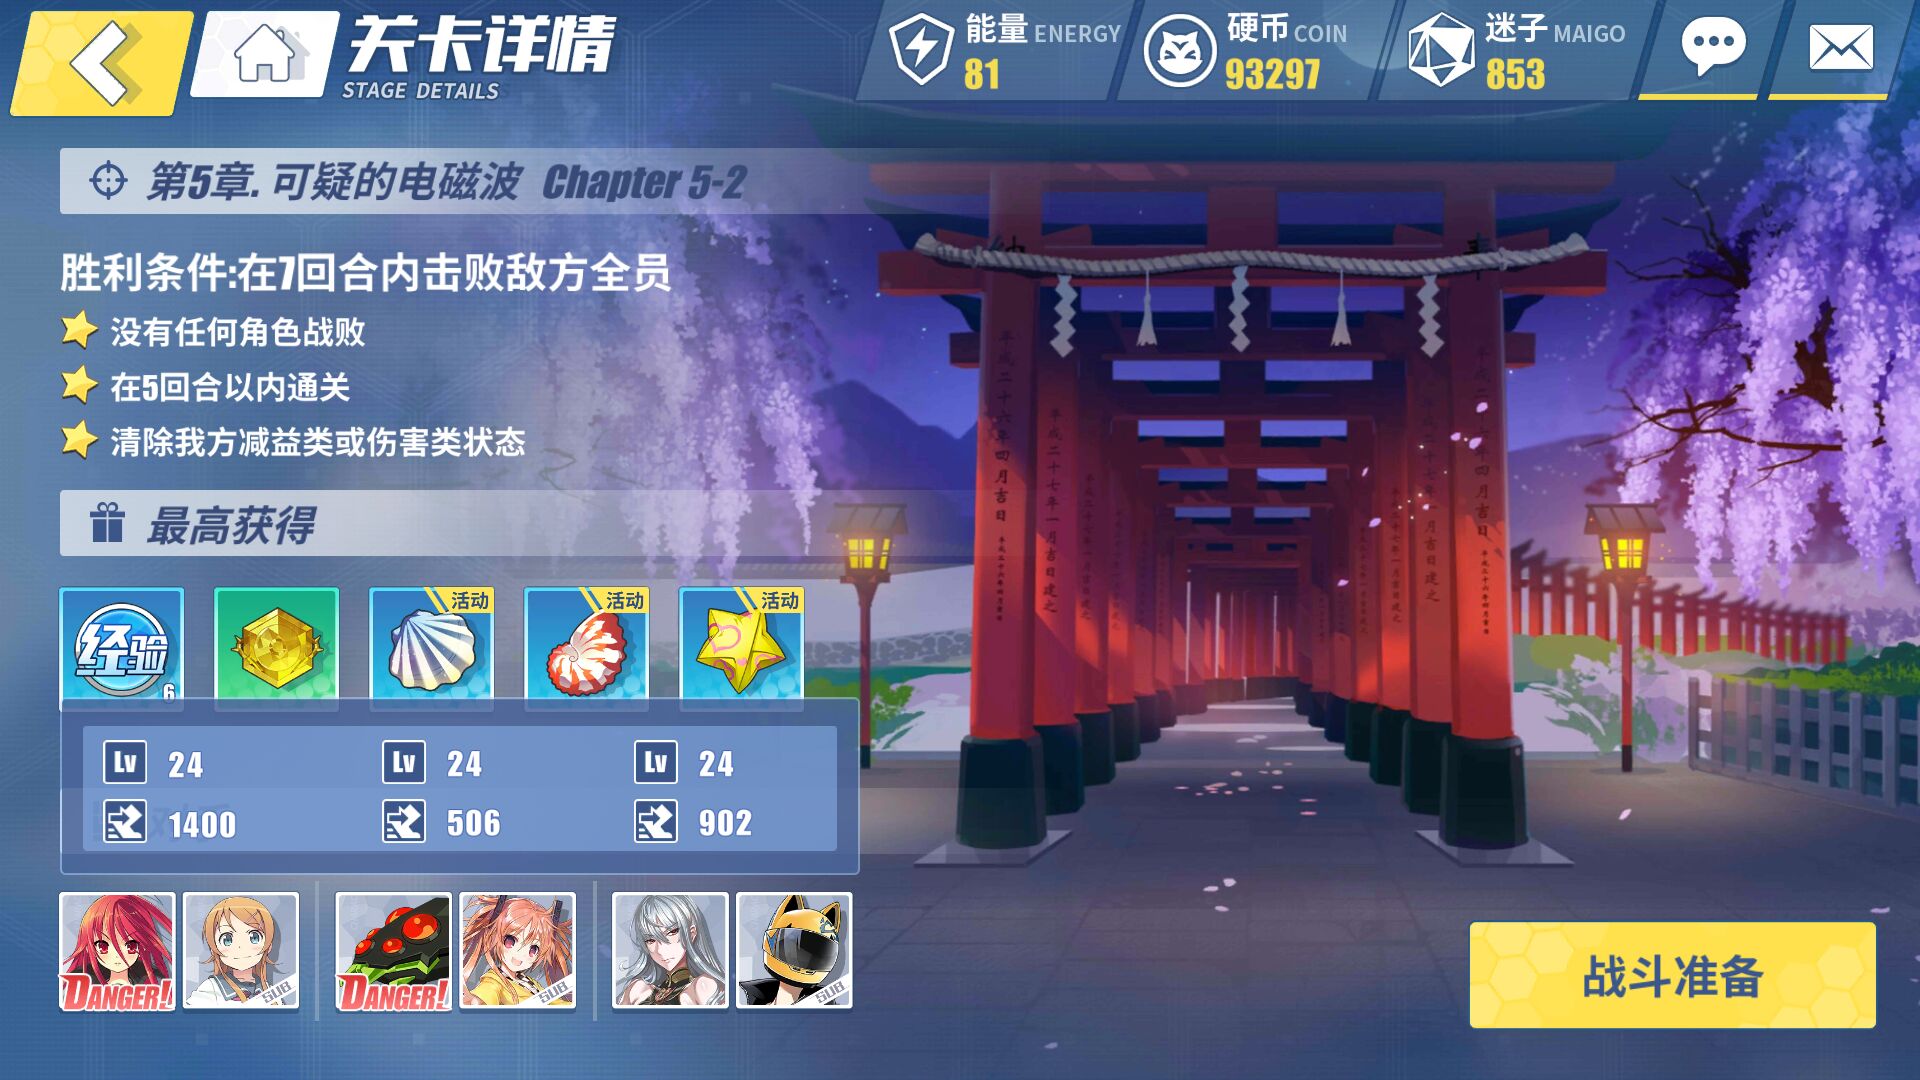 关卡详情
STAGE DETAILS
能量 ENERGY
81
硬币 COIN
93297
迷子 MAIGO
853
第5章. 可疑的电磁波 Chapter 5-2
胜利条件:在7回合内击败敌方全员
没有任何角色战败
在5回合以内通关
清除我方减益类或伤害类状态
最高获得
经验
6
活动
活动
活动
Lv 24
Lv 24
Lv 24
1400
506
902
DANGER!
SUB
DANGER!
SUB
SUB
战斗准备